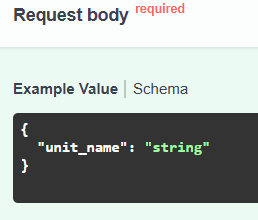 Request body required
Example Value | Schema
{
  "unit_name": "string"
}